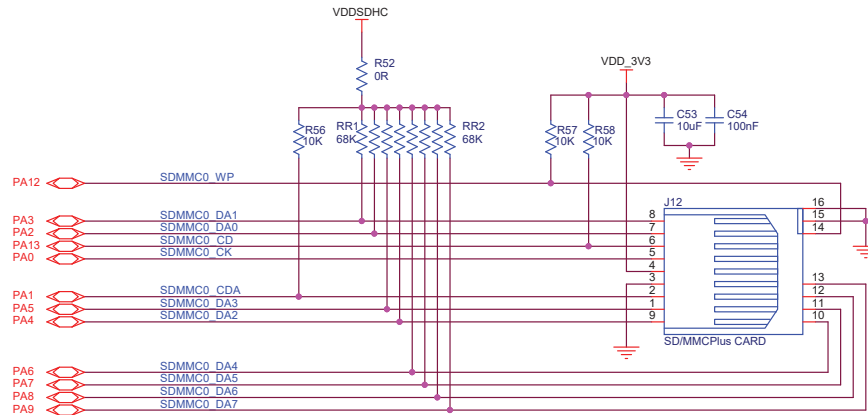 VDDSDHC
R52
0R
VDD_3V3
R56
10K
RR1
68K
RR2
68K
R57
10K
R58
10K
C53
10uF
C54
100nF
PA12 SDMMC0_WP
J12
PA3 SDMMC0_DA1 8
PA2 SDMMC0_DA0 7
PA13 SDMMC0_CD 6
PA0 SDMMC0_CK 5
4
3
PA1 SDMMC0_CDA 2
PA5 SDMMC0_DA3 1
PA4 SDMMC0_DA2 9
16
15
14
13
12
11
10
SD/MMCPlus CARD
PA6 SDMMC0_DA4
PA7 SDMMC0_DA5
PA8 SDMMC0_DA6
PA9 SDMMC0_DA7